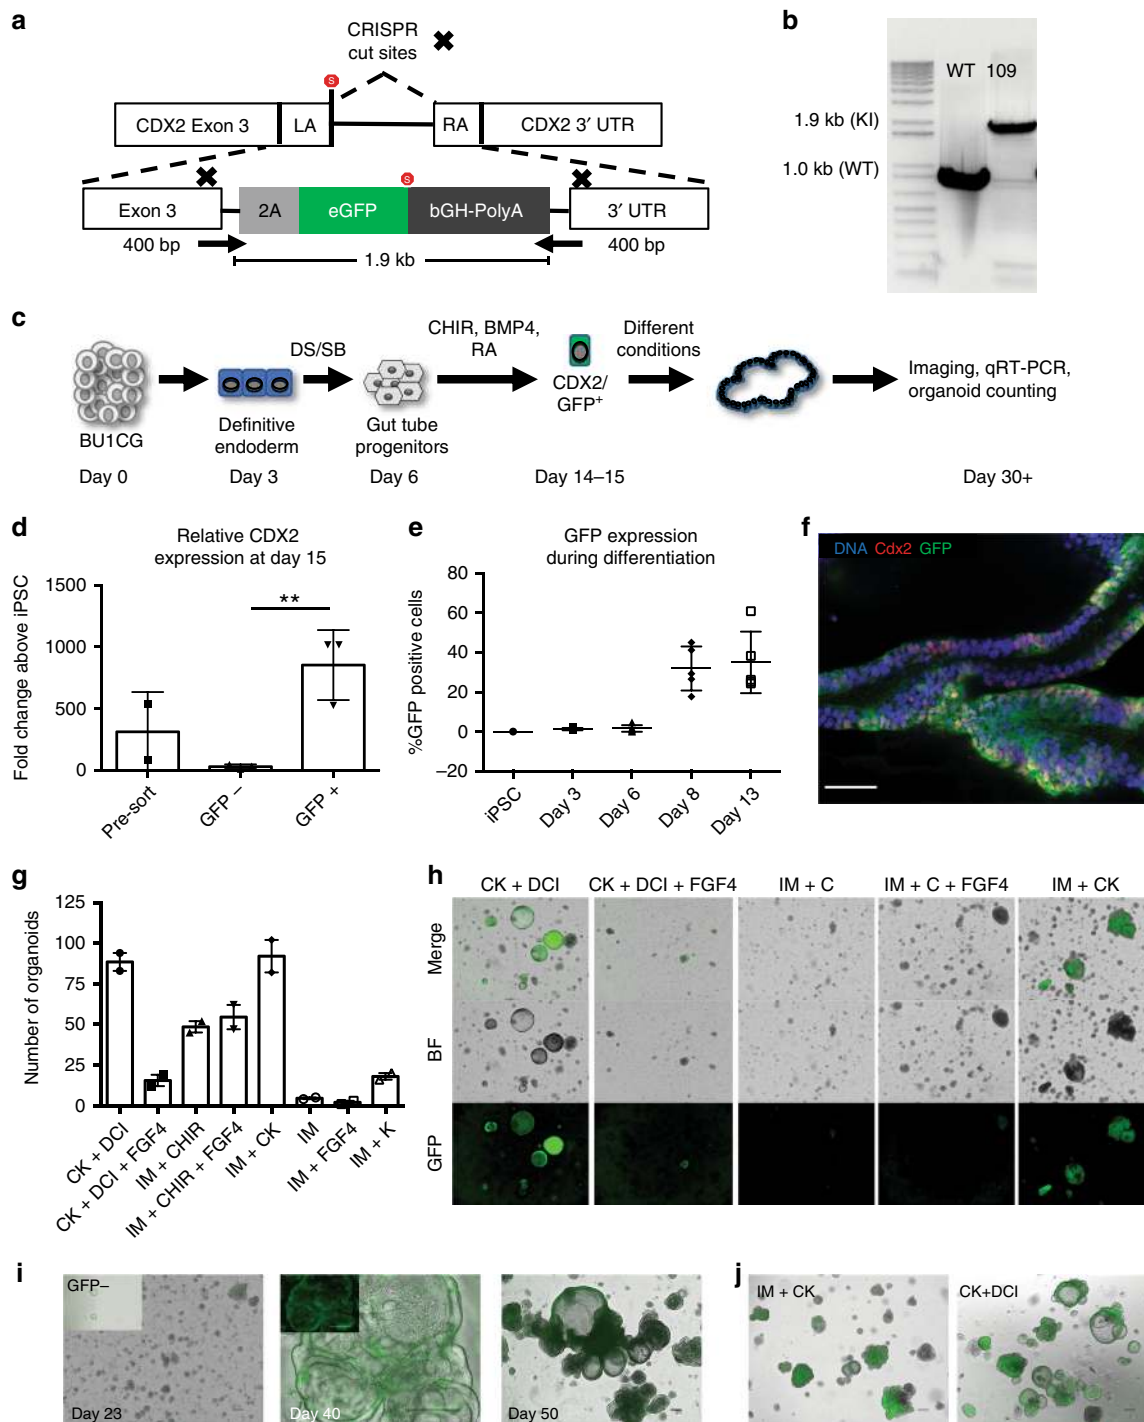 a
CRISPR
cut sites
S
CDX2 Exon 3
LA
RA
CDX2 3′ UTR
S
Exon 3
2A
eGFP
bGH-PolyA
3′ UTR
400 bp
400 bp
1.9 kb
b
WT 109
1.9 kb (KI)
1.0 kb (WT)
c
CHIR, BMP4,
RA
Different
conditions
DS/SB
CDX2/
GFP+
Imaging, qRT-PCR,
organoid counting
BU1CG
Definitive
endoderm
Gut tube
progenitors
Day 0
Day 3
Day 6
Day 14–15
Day 30+
d
Relative CDX2
expression at day 15
Fold change above iPSC
1500
1000
500
0
**
Pre-sort
GFP –
GFP +
e
GFP expression
during differentiation
%GFP positive cells
80
60
40
20
0
–20
iPSC
Day 3
Day 6
Day 8
Day 13
f
DNA Cdx2 GFP
g
Number of organoids
125
100
75
50
25
0
CK + DCI
CK + DCI + FGF4
IM + CHIR
IM + CHIR + FGF4
IM + CK
IM
IM + FGF4
IM + K
h
CK + DCI
CK + DCI + FGF4
IM + C
IM + C + FGF4
IM + CK
Merge
BF
GFP
i
GFP–
Day 23
Day 40
Day 50
j
IM + CK
CK+DCI